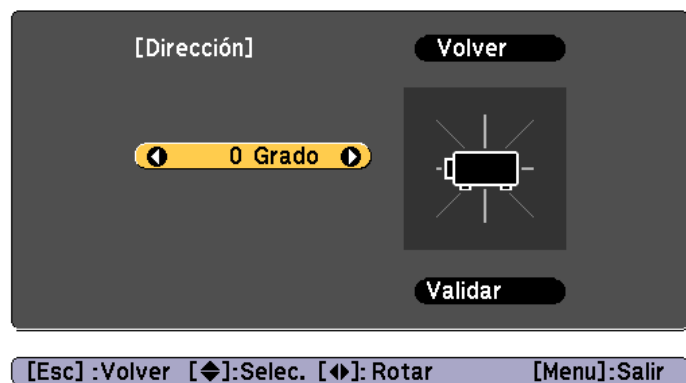 [Dirección]
Volver
0 Grado
Validar
[Esc] :Volver [◆]:Selec. [◆]: Rotar [Menu]:Salir